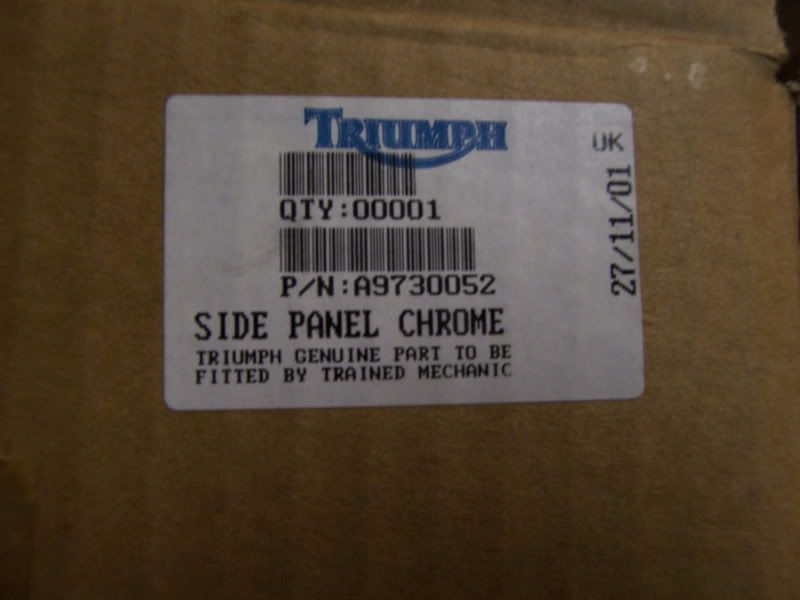 TRIUMPH
UK
27/11/01
QTY:00001
P/N:A9730052
SIDE PANEL CHROME
TRIUMPH GENUINE PART TO BE
FITTED BY TRAINED MECHANIC